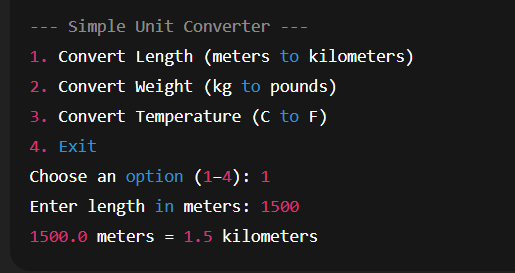 --- Simple Unit Converter ---
1. Convert Length (meters to kilometers)
2. Convert Weight (kg to pounds)
3. Convert Temperature (C to F)
4. Exit
Choose an option (1–4): 1
Enter length in meters: 1500
1500.0 meters = 1.5 kilometers